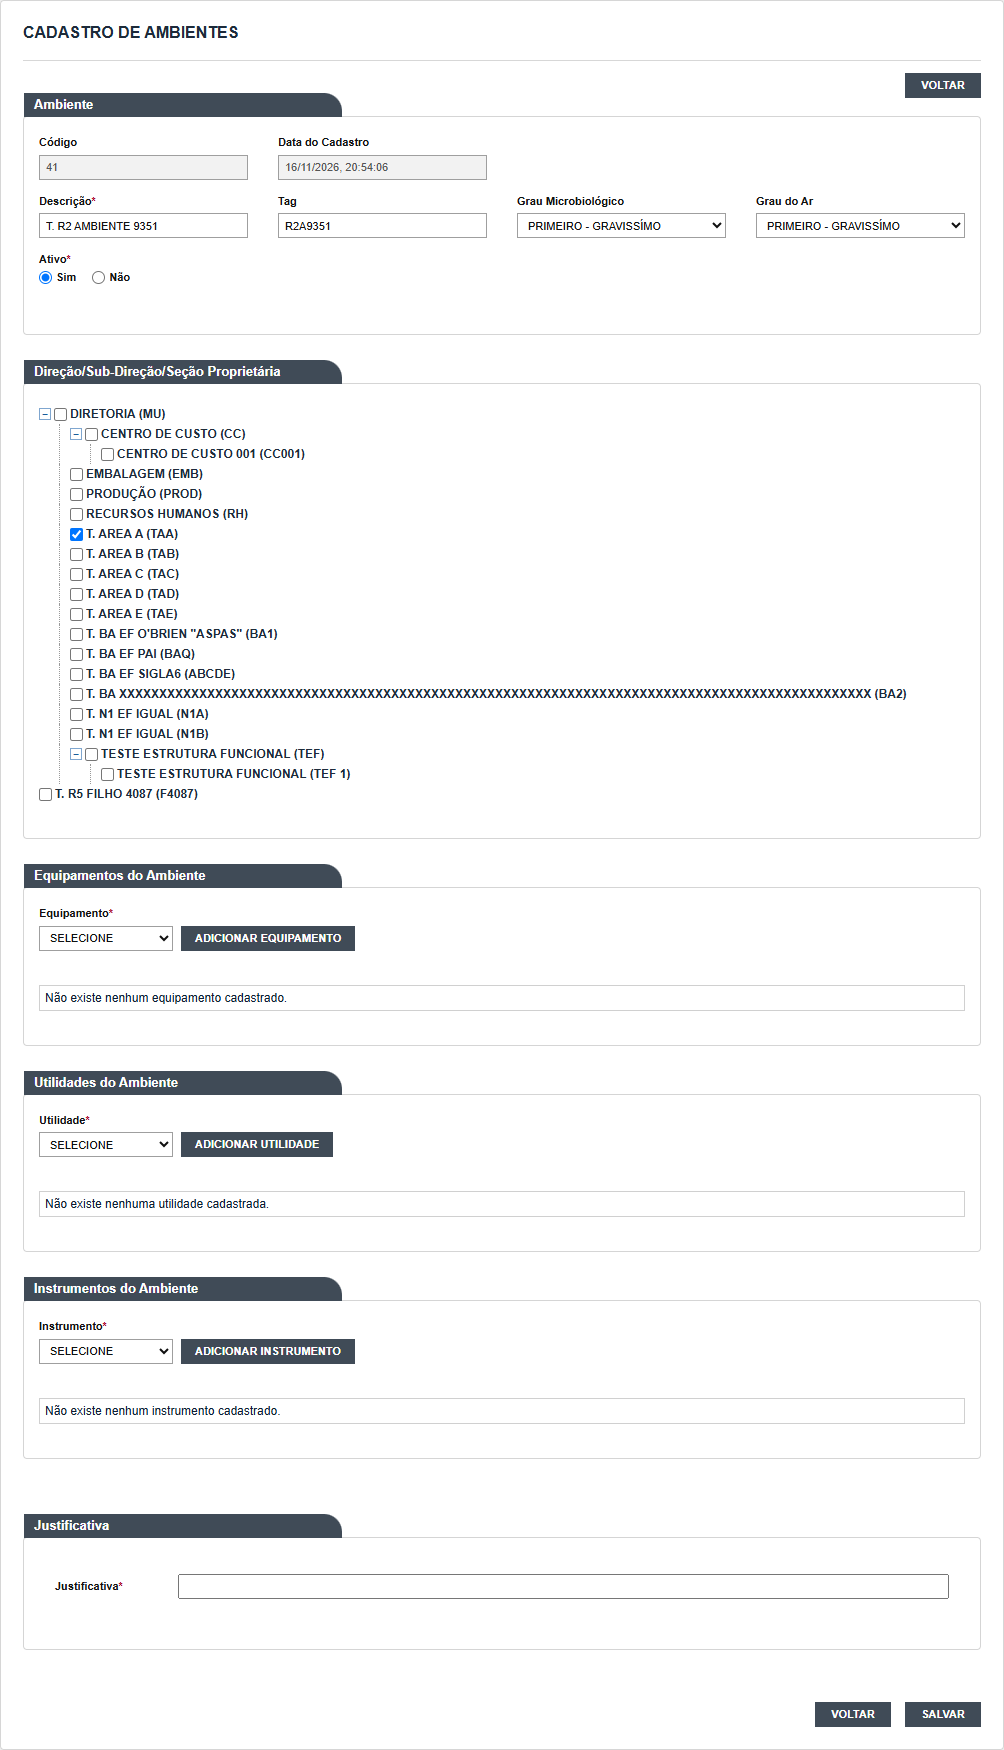 CADASTRO DE AMBIENTES
VOLTAR
Ambiente
Código Data do Cadastro
41 16/11/2026, 20:54:06
Descrição* Tag Grau Microbiológico Grau do Ar
T. R2 AMBIENTE 9351 R2A9351 PRIMEIRO - GRAVISSÍMO PRIMEIRO - GRAVISSÍMO
Ativo*
Sim Não
Direção/Sub-Direção/Seção Proprietária
DIRETORIA (MU)
CENTRO DE CUSTO (CC)
CENTRO DE CUSTO 001 (CC001)
EMBALAGEM (EMB)
PRODUÇÃO (PROD)
RECURSOS HUMANOS (RH)
T. AREA A (TAA)
T. AREA B (TAB)
T. AREA C (TAC)
T. AREA D (TAD)
T. AREA E (TAE)
T. BA EF O'BRIEN "ASPAS" (BA1)
T. BA EF PAI (BAQ)
T. BA EF SIGLA6 (ABCDE)
T. BA XXXXXXXXXXXXXXXXXXXXXXXXXXXXXXXXXXXXXXXXXXXXXXXXXXXXXXXXXXXXXXXXXXXXXXXXXXXXXXXXXXXXXXXXXXXXXX (BA2)
T. N1 EF IGUAL (N1A)
T. N1 EF IGUAL (N1B)
TESTE ESTRUTURA FUNCIONAL (TEF)
TESTE ESTRUTURA FUNCIONAL (TEF 1)
T. R5 FILHO 4087 (F4087)
Equipamentos do Ambiente
Equipamento*
SELECIONE ADICIONAR EQUIPAMENTO
Não existe nenhum equipamento cadastrado.
Utilidades do Ambiente
Utilidade*
SELECIONE ADICIONAR UTILIDADE
Não existe nenhuma utilidade cadastrada.
Instrumentos do Ambiente
Instrumento*
SELECIONE ADICIONAR INSTRUMENTO
Não existe nenhum instrumento cadastrado.
Justificativa
Justificativa*
VOLTAR SALVAR